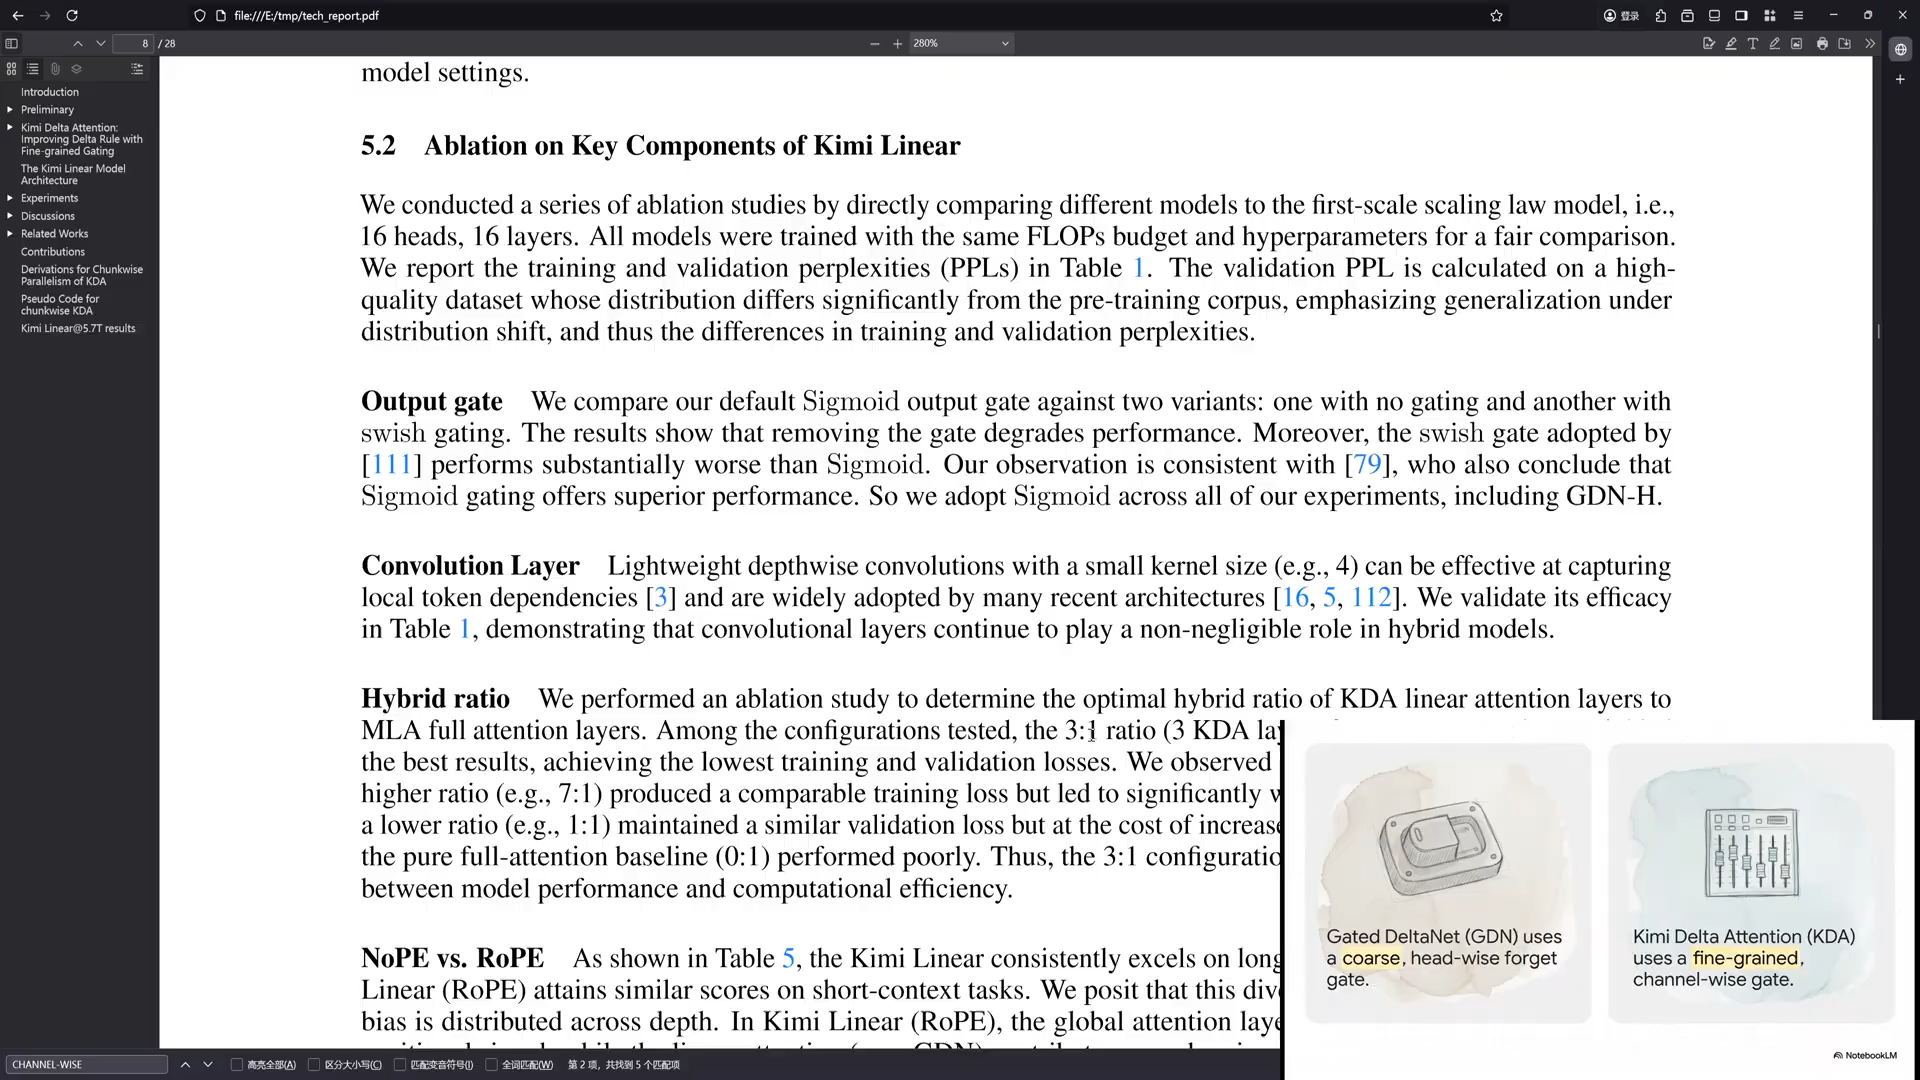 file:///E:/tmp/tech_report.pdf
登录
8 / 28
280%
Introduction
Preliminary
Kimi Delta Attention:
Improving Delta Rule with
Fine-grained Gating
The Kimi Linear Model
Architecture
Experiments
Discussions
Related Works
Contributions
Derivations for Chunkwise
Parallelism of KDA
Pseudo Code for
chunkwise KDA
Kimi Linear@5.7T results
model settings.
5.2 Ablation on Key Components of Kimi Linear
We conducted a series of ablation studies by directly comparing different models to the first-scale scaling law model, i.e.,
16 heads, 16 layers. All models were trained with the same FLOPs budget and hyperparameters for a fair comparison.
We report the training and validation perplexities (PPLs) in Table 1. The validation PPL is calculated on a high-
quality dataset whose distribution differs significantly from the pre-training corpus, emphasizing generalization under
distribution shift, and thus the differences in training and validation perplexities.
Output gate We compare our default Sigmoid output gate against two variants: one with no gating and another with
swish gating. The results show that removing the gate degrades performance. Moreover, the swish gate adopted by
[111] performs substantially worse than Sigmoid. Our observation is consistent with [79], who also conclude that
Sigmoid gating offers superior performance. So we adopt Sigmoid across all of our experiments, including GDN-H.
Convolution Layer Lightweight depthwise convolutions with a small kernel size (e.g., 4) can be effective at capturing
local token dependencies [3] and are widely adopted by many recent architectures [16, 5, 112]. We validate its efficacy
in Table 1, demonstrating that convolutional layers continue to play a non-negligible role in hybrid models.
Hybrid ratio We performed an ablation study to determine the optimal hybrid ratio of KDA linear attention layers to
MLA full attention layers. Among the configurations tested, the 3:1 ratio (3 KDA lay
the best results, achieving the lowest training and validation losses. We observed
higher ratio (e.g., 7:1) produced a comparable training loss but led to significantly
a lower ratio (e.g., 1:1) maintained a similar validation loss but at the cost of increase
the pure full-attention baseline (0:1) performed poorly. Thus, the 3:1 configuratio
between model performance and computational efficiency.
NoPE vs. RoPE As shown in Table 5, the Kimi Linear consistently excels on long
Linear (RoPE) attains similar scores on short-context tasks. We posit that this div
bias is distributed across depth. In Kimi Linear (RoPE), the global attention laye
Gated DeltaNet (GDN) uses
a coarse, head-wise forget
gate.
Kimi Delta Attention (KDA)
uses a fine-grained,
channel-wise gate.
NotebookLM
CHANNEL-WISE
高亮全部(A)
区分大小写(C)
匹配变音符号(I)
全词匹配(W)
第 2 项，共找到 5 个匹配项